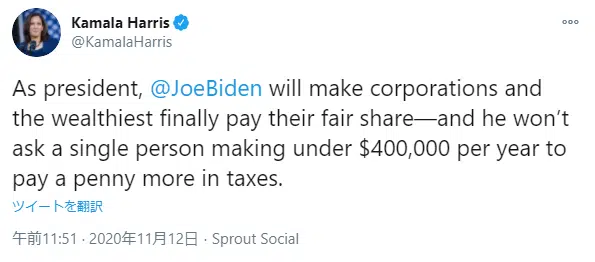 Kamala Harris
@KamalaHarris
As president, @JoeBiden will make corporations and
the wealthiest finally pay their fair share—and he won’t
ask a single person making under $400,000 per year to
pay a penny more in taxes.
ツイートを翻訳
午前11:51 · 2020年11月12日 · Sprout Social